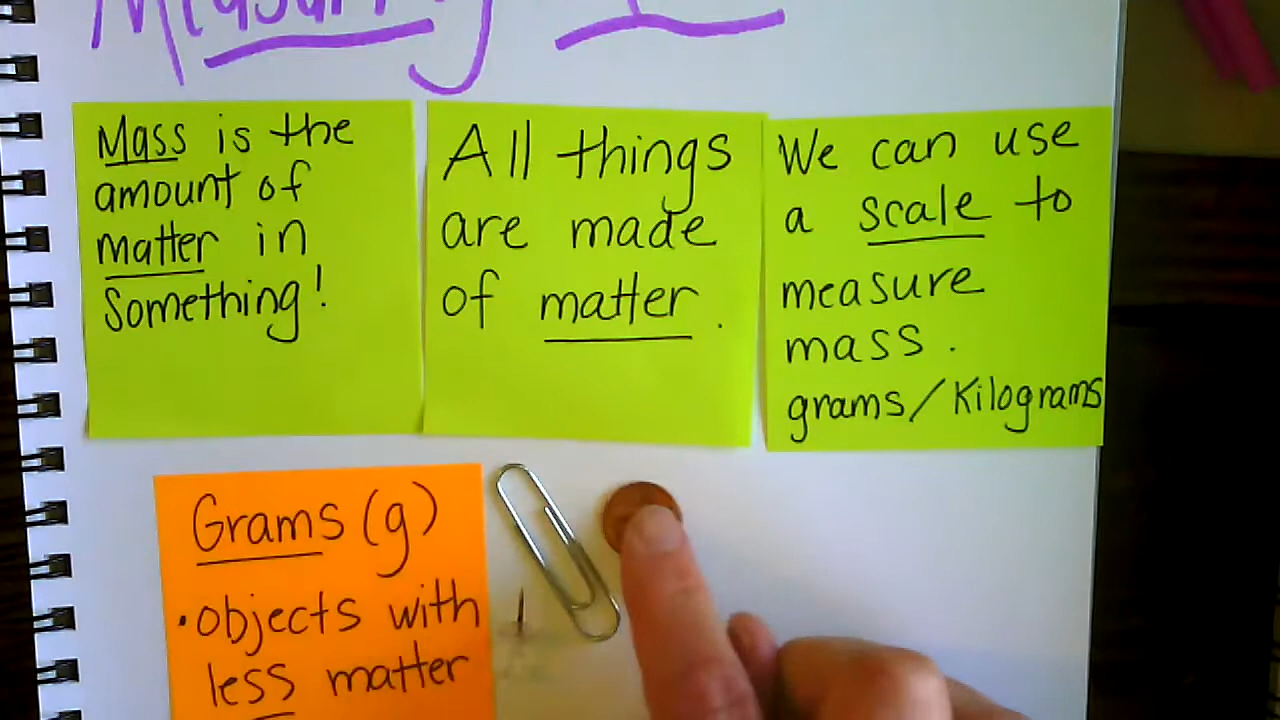 Measuring
Mass is the
amount of
matter in
something!
All things
are made
of matter.
We can use
a scale to
measure
mass.
grams/Kilograms
Grams (g)
•objects with
less matter